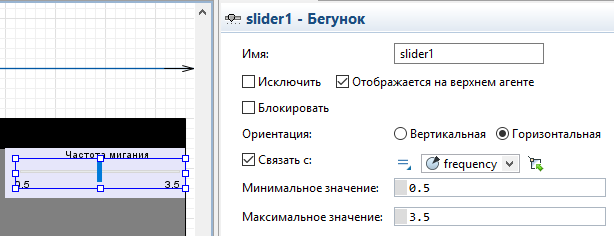 slider1 - Бегунок
Имя: slider1
Исключить Отображается на верхнем агенте
Блокировать
Ориентация: Вертикальная Горизонтальная
Связать с: frequency
Минимальное значение: 0.5
Максимальное значение: 3.5
Частота мигания
0.5 3.5